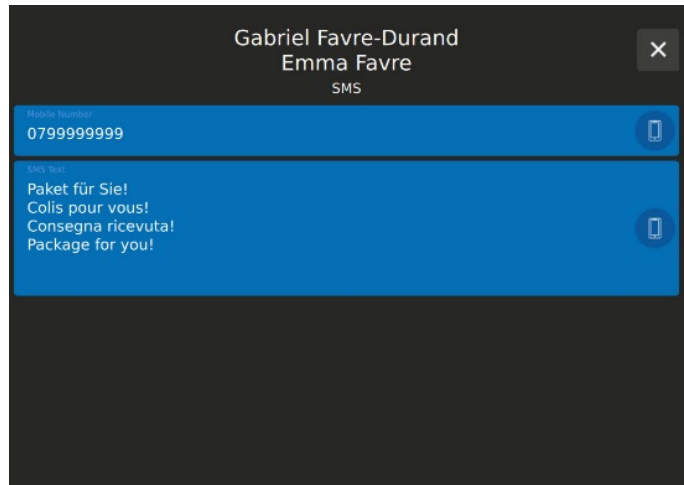 Gabriel Favre-Durand
Emma Favre
SMS
Mobile Number
0799999999
SMS Text
Paket für Sie!
Colis pour vous!
Consegna ricevuta!
Package for you!